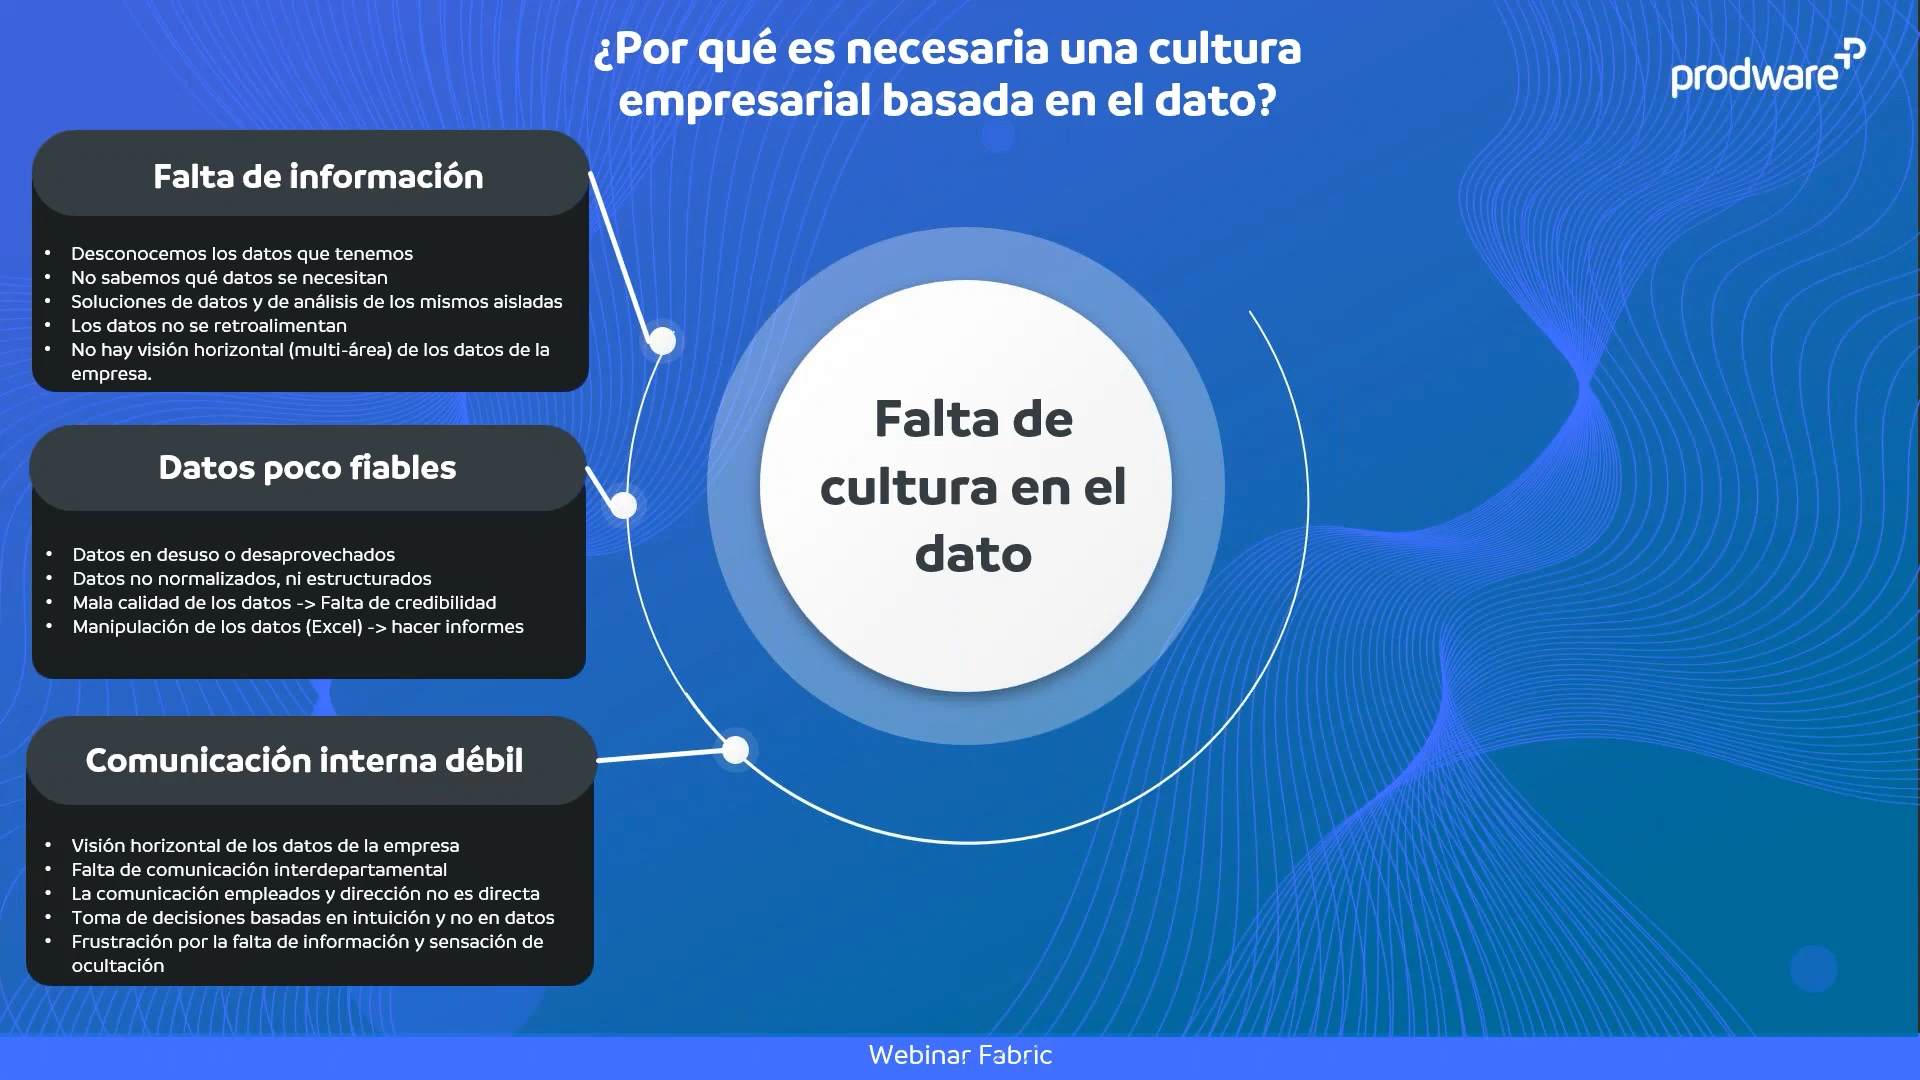 ¿Por qué es necesaria una cultura
empresarial basada en el dato?
prodware
Falta de información
• Desconocemos los datos que tenemos
• No sabemos qué datos se necesitan
• Soluciones de datos y de análisis de los mismos aisladas
• Los datos no se retroalimentan
• No hay visión horizontal (multi-área) de los datos de la
empresa.
Datos poco fiables
• Datos en desuso o desaprovechados
• Datos no normalizados, ni estructurados
• Mala calidad de los datos -> Falta de credibilidad
• Manipulación de los datos (Excel) -> hacer informes
Comunicación interna débil
• Visión horizontal de los datos de la empresa
• Falta de comunicación interdepartamental
• La comunicación empleados y dirección no es directa
• Toma de decisiones basadas en intuición y no en datos
• Frustración por la falta de información y sensación de
ocultación
Falta de
cultura en el
dato
Webinar Fabric